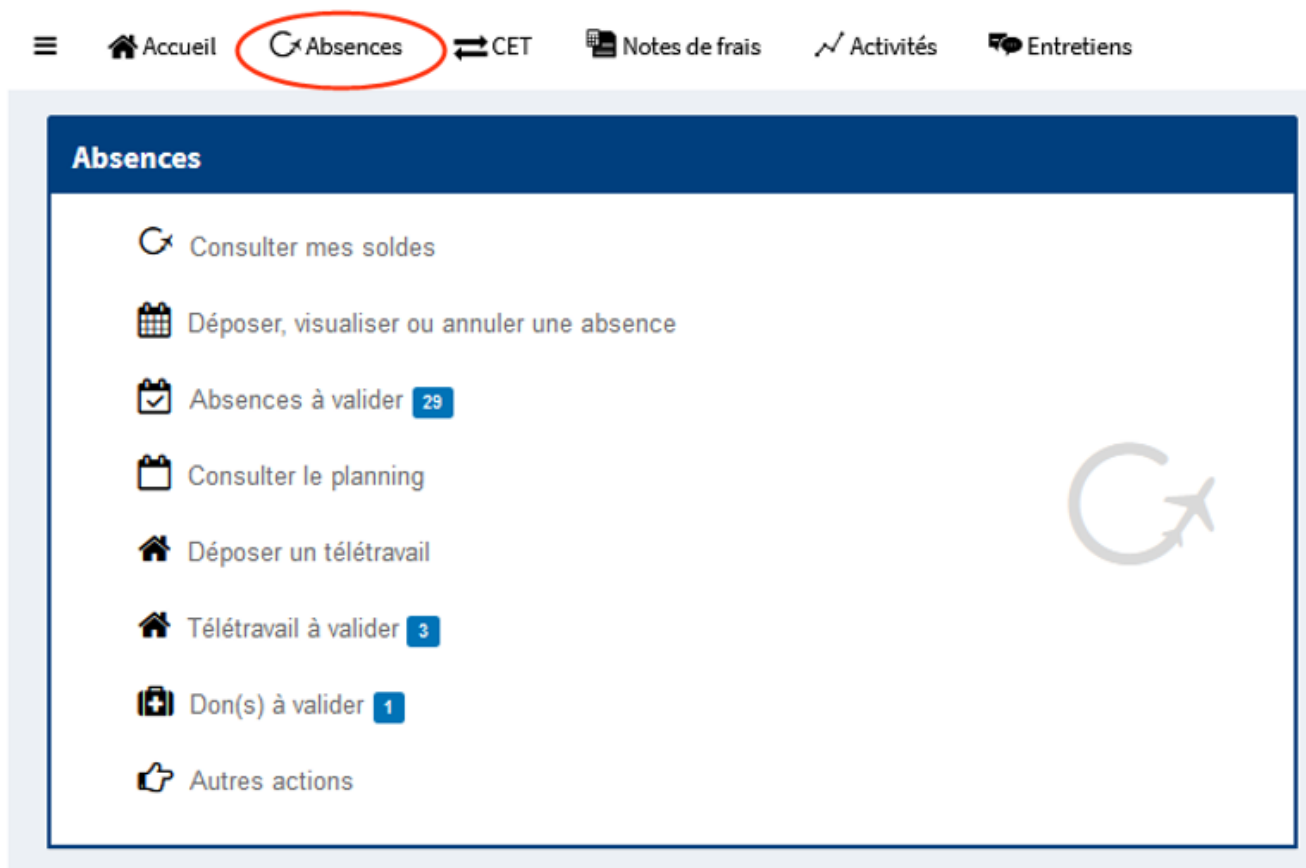 Accueil Absences CET Notes de frais Activités Entretiens
Absences
Consulter mes soldes
Déposer, visualiser ou annuler une absence
Absences à valider 29
Consulter le planning
Déposer un télétravail
Télétravail à valider 3
Don(s) à valider 1
Autres actions